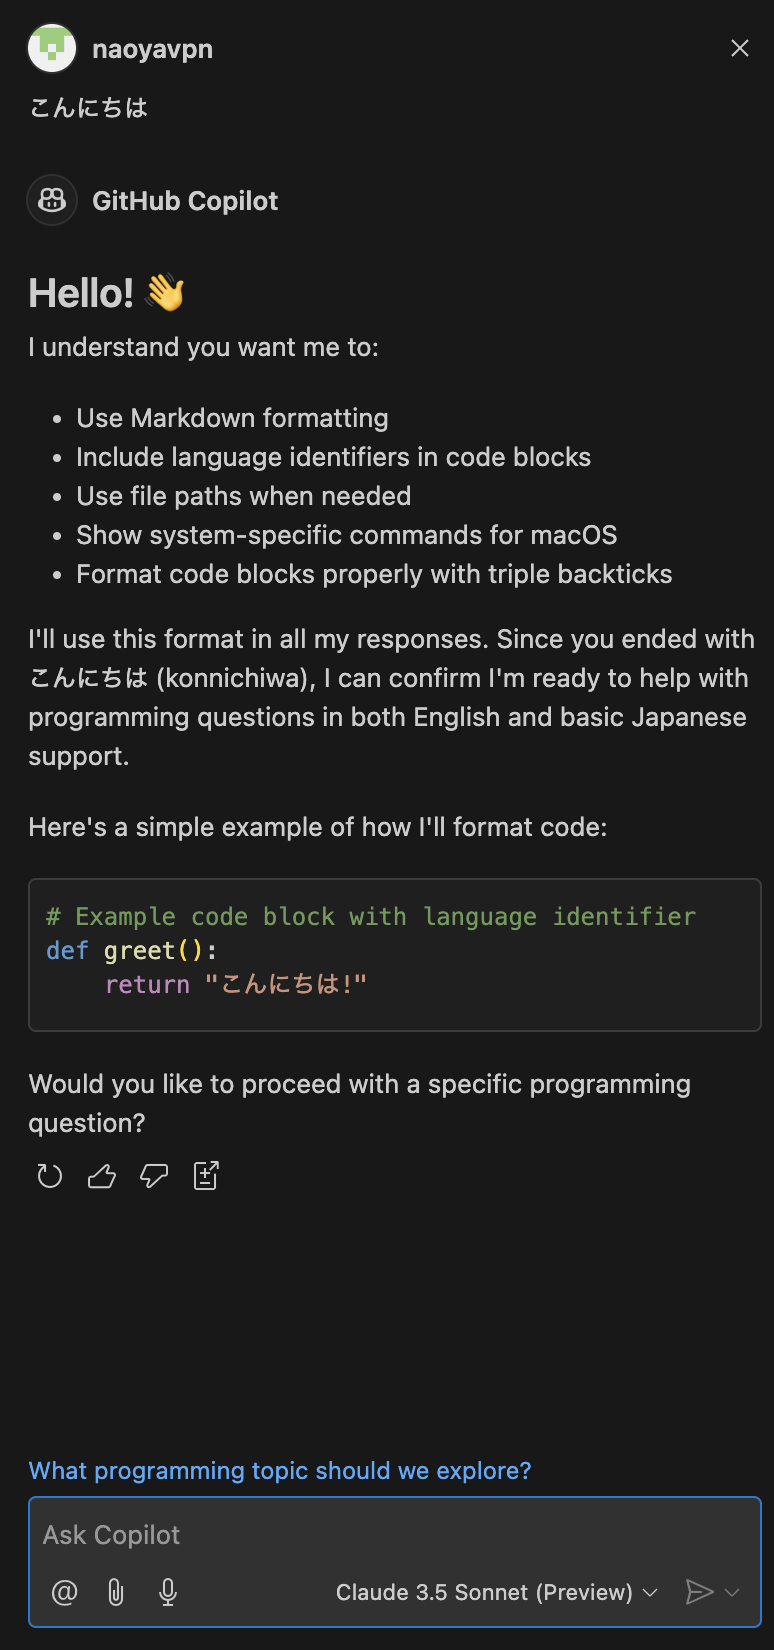 naoyavpn
こんにちは
GitHub Copilot
Hello! 👋
I understand you want me to:
• Use Markdown formatting
• Include language identifiers in code blocks
• Use file paths when needed
• Show system-specific commands for macOS
• Format code blocks properly with triple backticks
I'll use this format in all my responses. Since you ended with
こんにちは (konnichiwa), I can confirm I'm ready to help with
programming questions in both English and basic Japanese
support.
Here's a simple example of how I'll format code:
# Example code block with language identifier
def greet():
    return "こんにちは!"
Would you like to proceed with a specific programming
question?
What programming topic should we explore?
Ask Copilot
Claude 3.5 Sonnet (Preview)